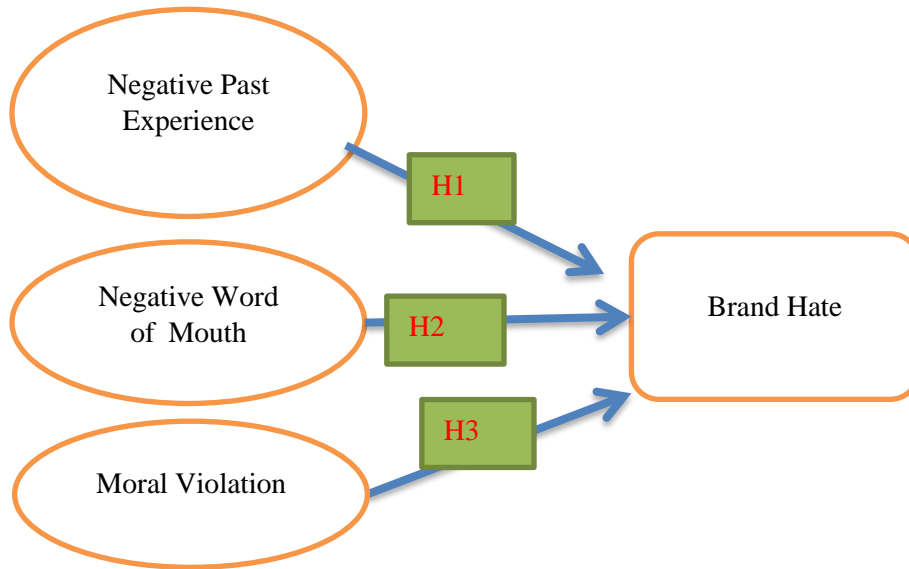 Negative Past
Experience
H1
Negative Word
of Mouth
H2
Brand Hate
H3
Moral Violation